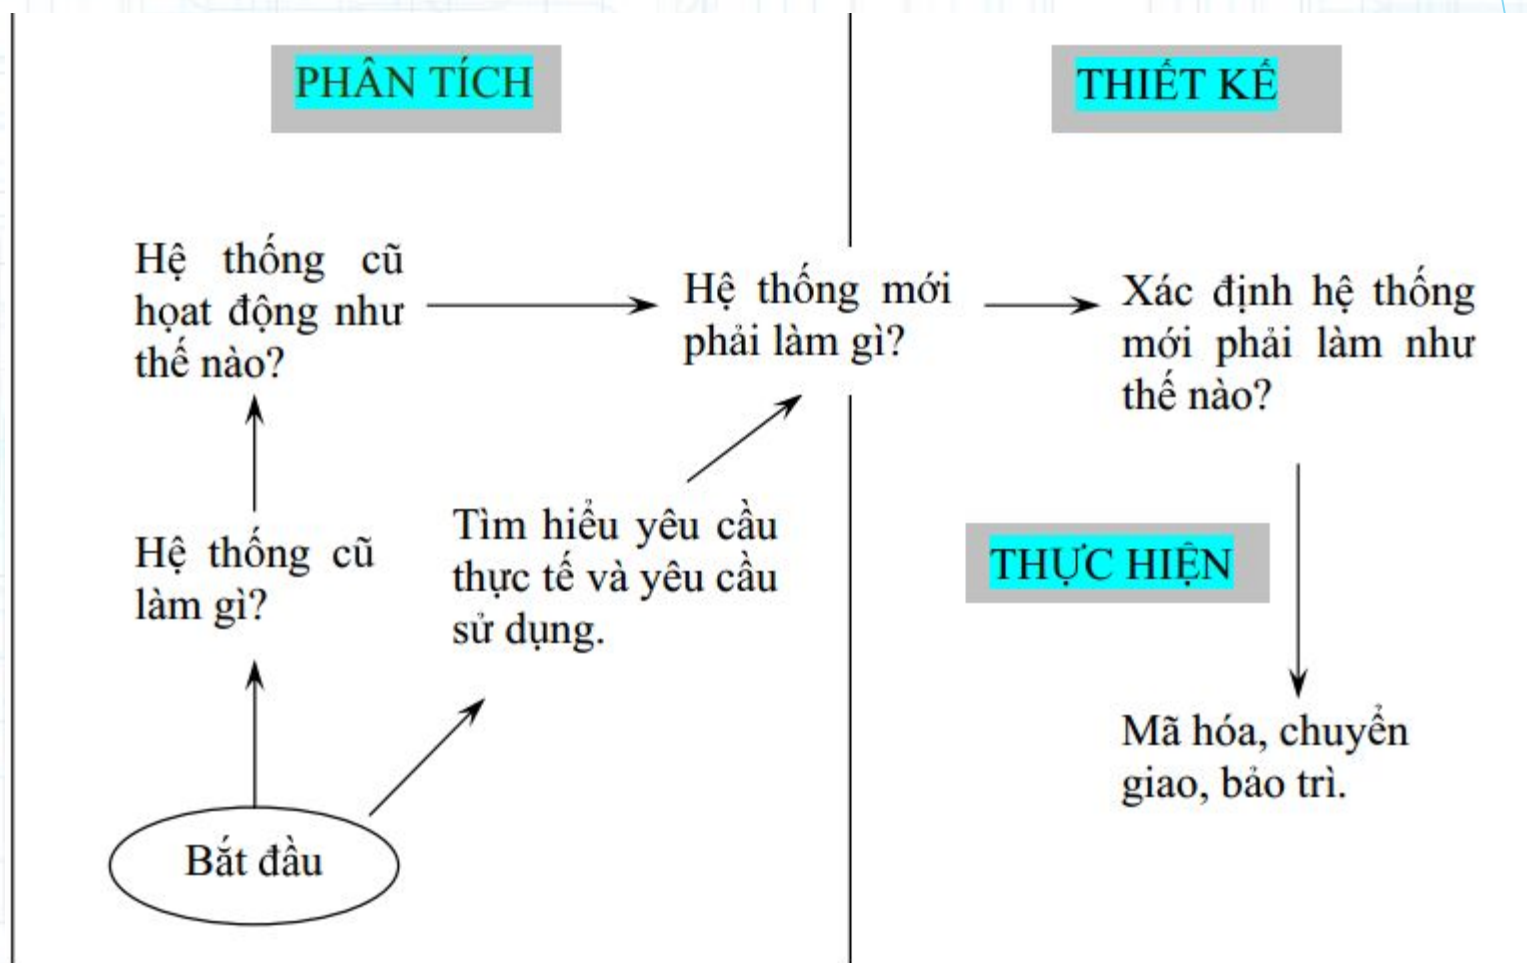 PHÂN TÍCH
THIẾT KẾ
Hệ thống cũ
họat động như
thế nào?
Hệ thống mới
phải làm gì?
Xác định hệ thống
mới phải làm như
thế nào?
Hệ thống cũ
làm gì?
Tìm hiểu yêu cầu
thực tế và yêu cầu
sử dụng.
THỰC HIỆN
Mã hóa, chuyển
giao, bảo trì.
Bắt đầu